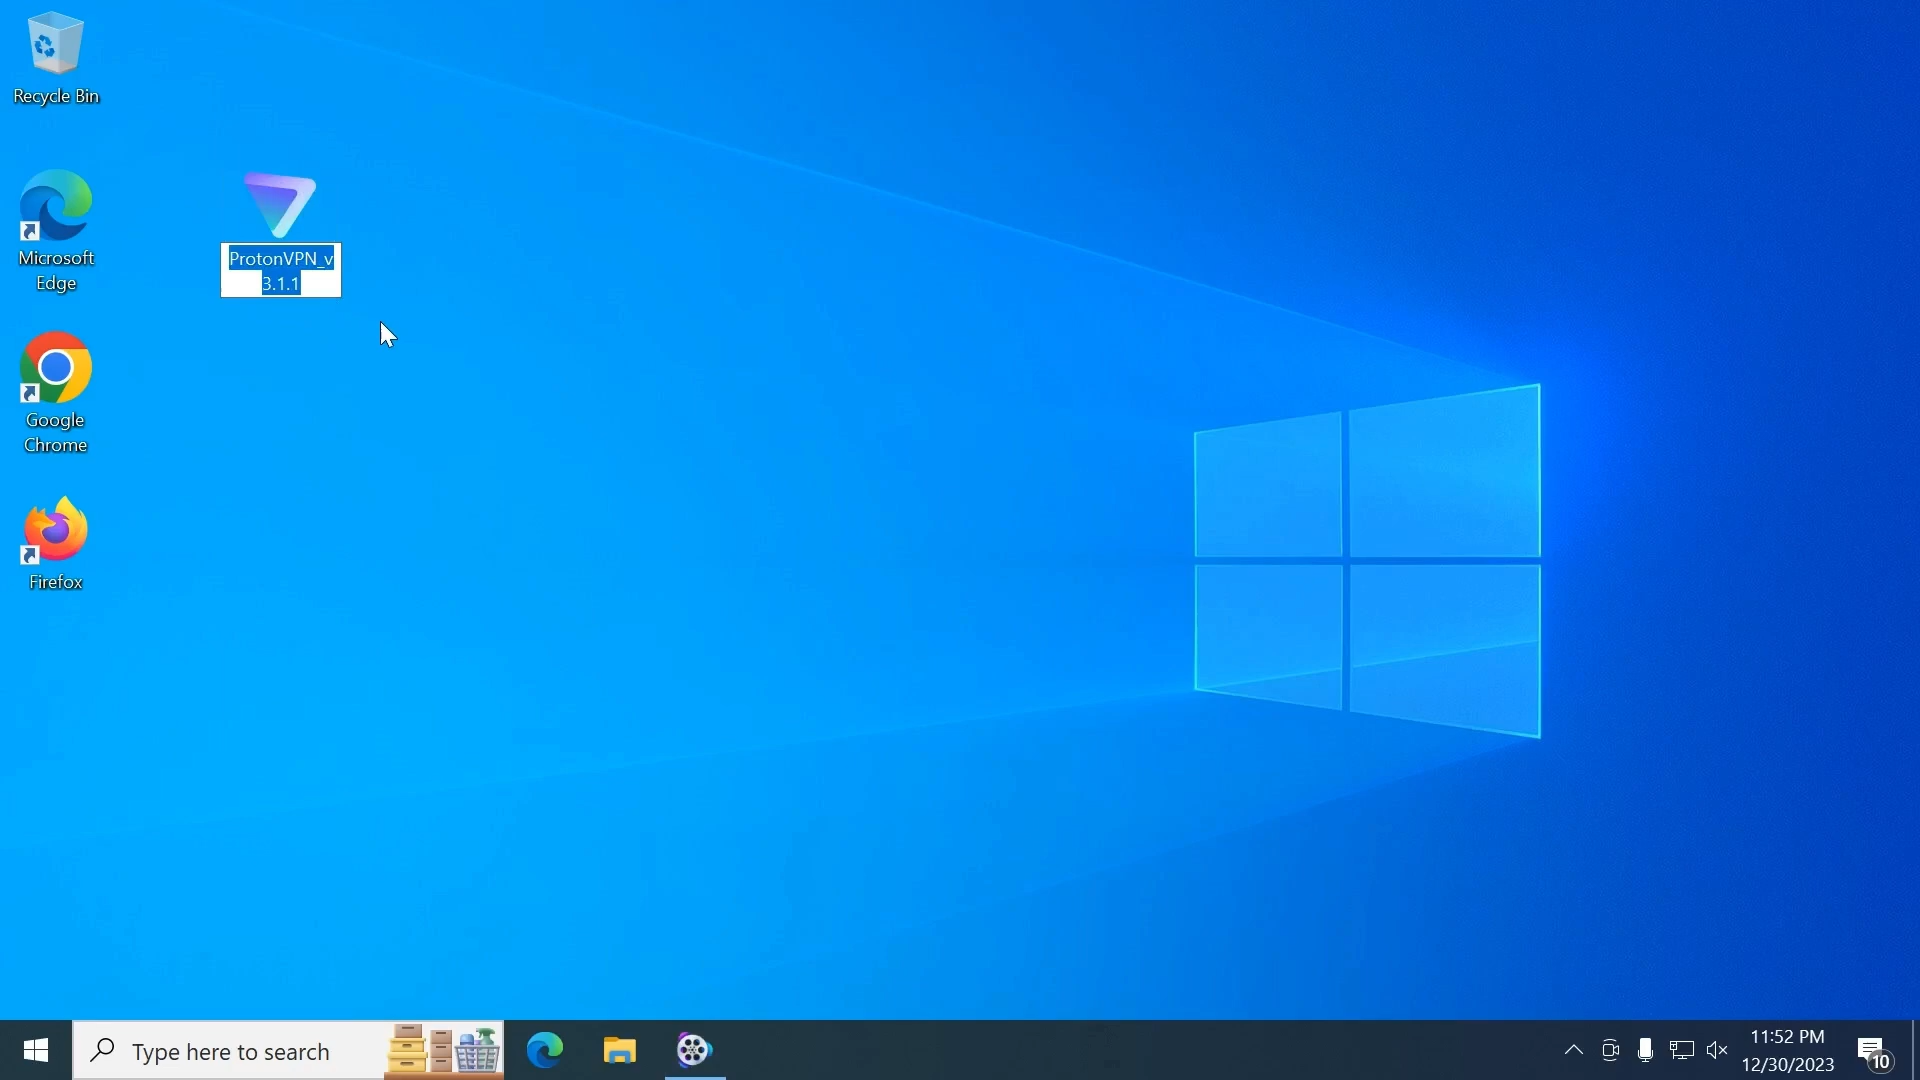 Recycle Bin
Microsoft
Edge
ProtonVPN_v
3.1.1
Google
Chrome
Firefox
Type here to search
11:52 PM
12/30/2023
10